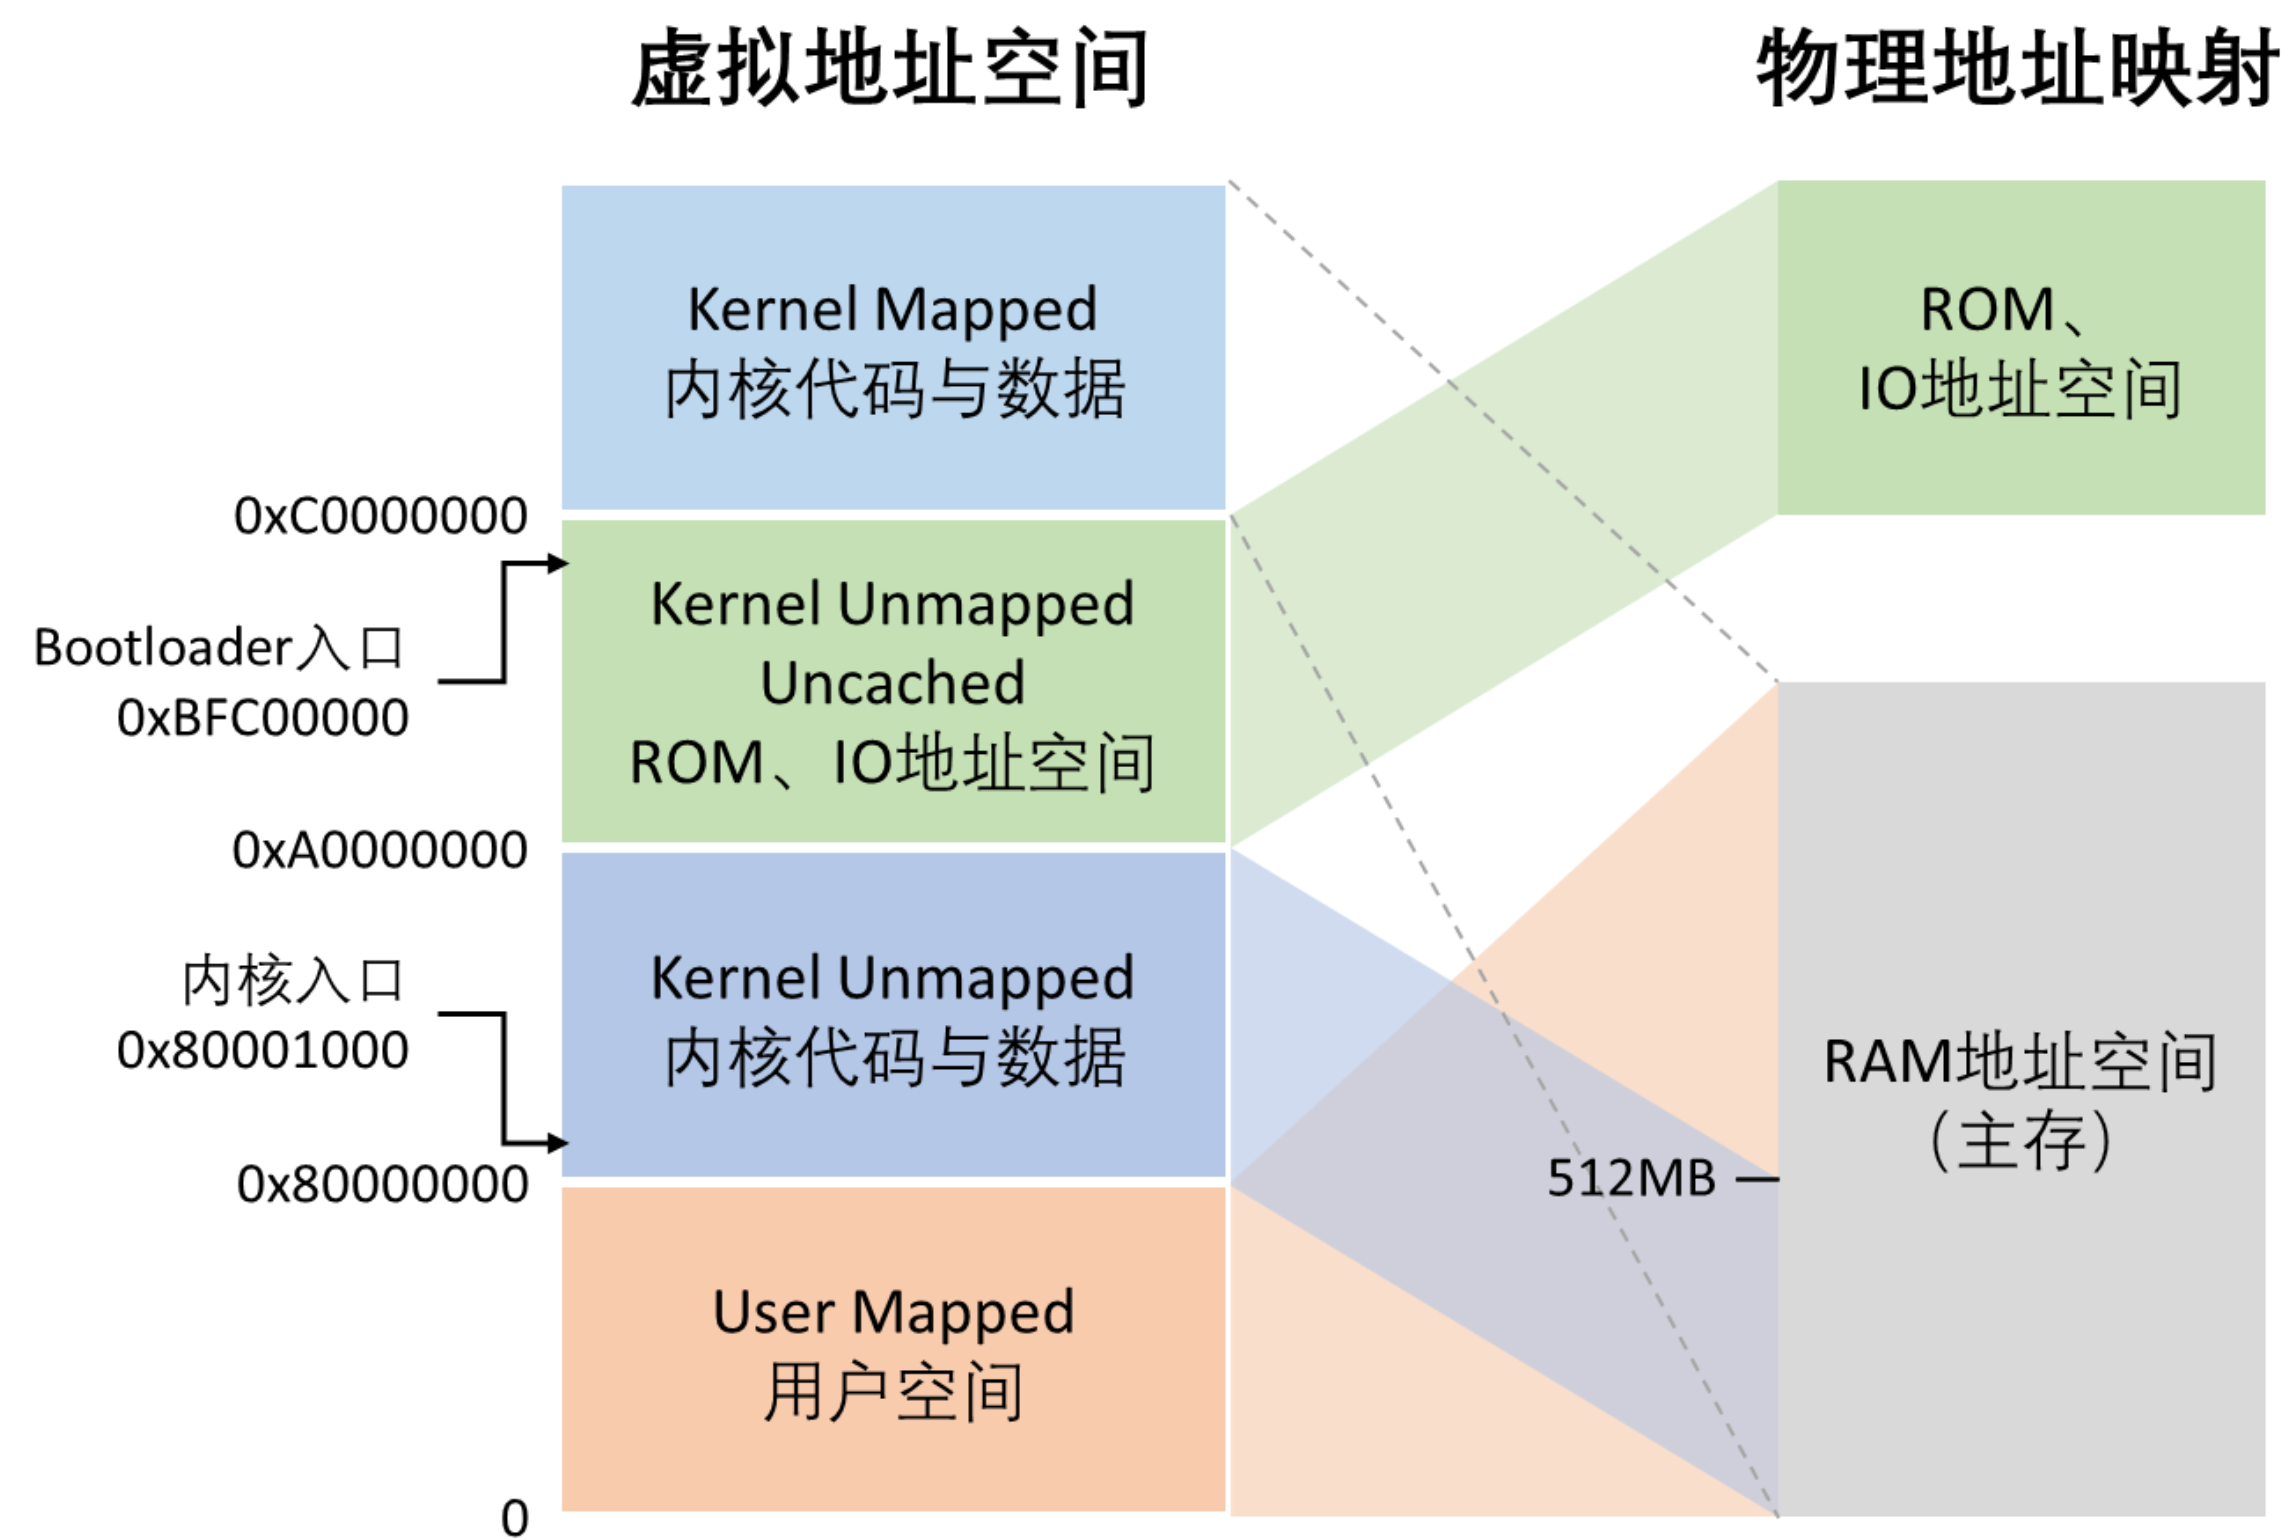 虚拟地址空间
物理地址映射
Kernel Mapped
内核代码与数据
ROM、
IO地址空间
0xC0000000
Bootloader入口
0xBFC00000
Kernel Unmapped
Uncached
ROM、IO地址空间
0xA0000000
内核入口
0x80001000
Kernel Unmapped
内核代码与数据
RAM地址空间
（主存）
512MB
0x80000000
User Mapped
用户空间
0